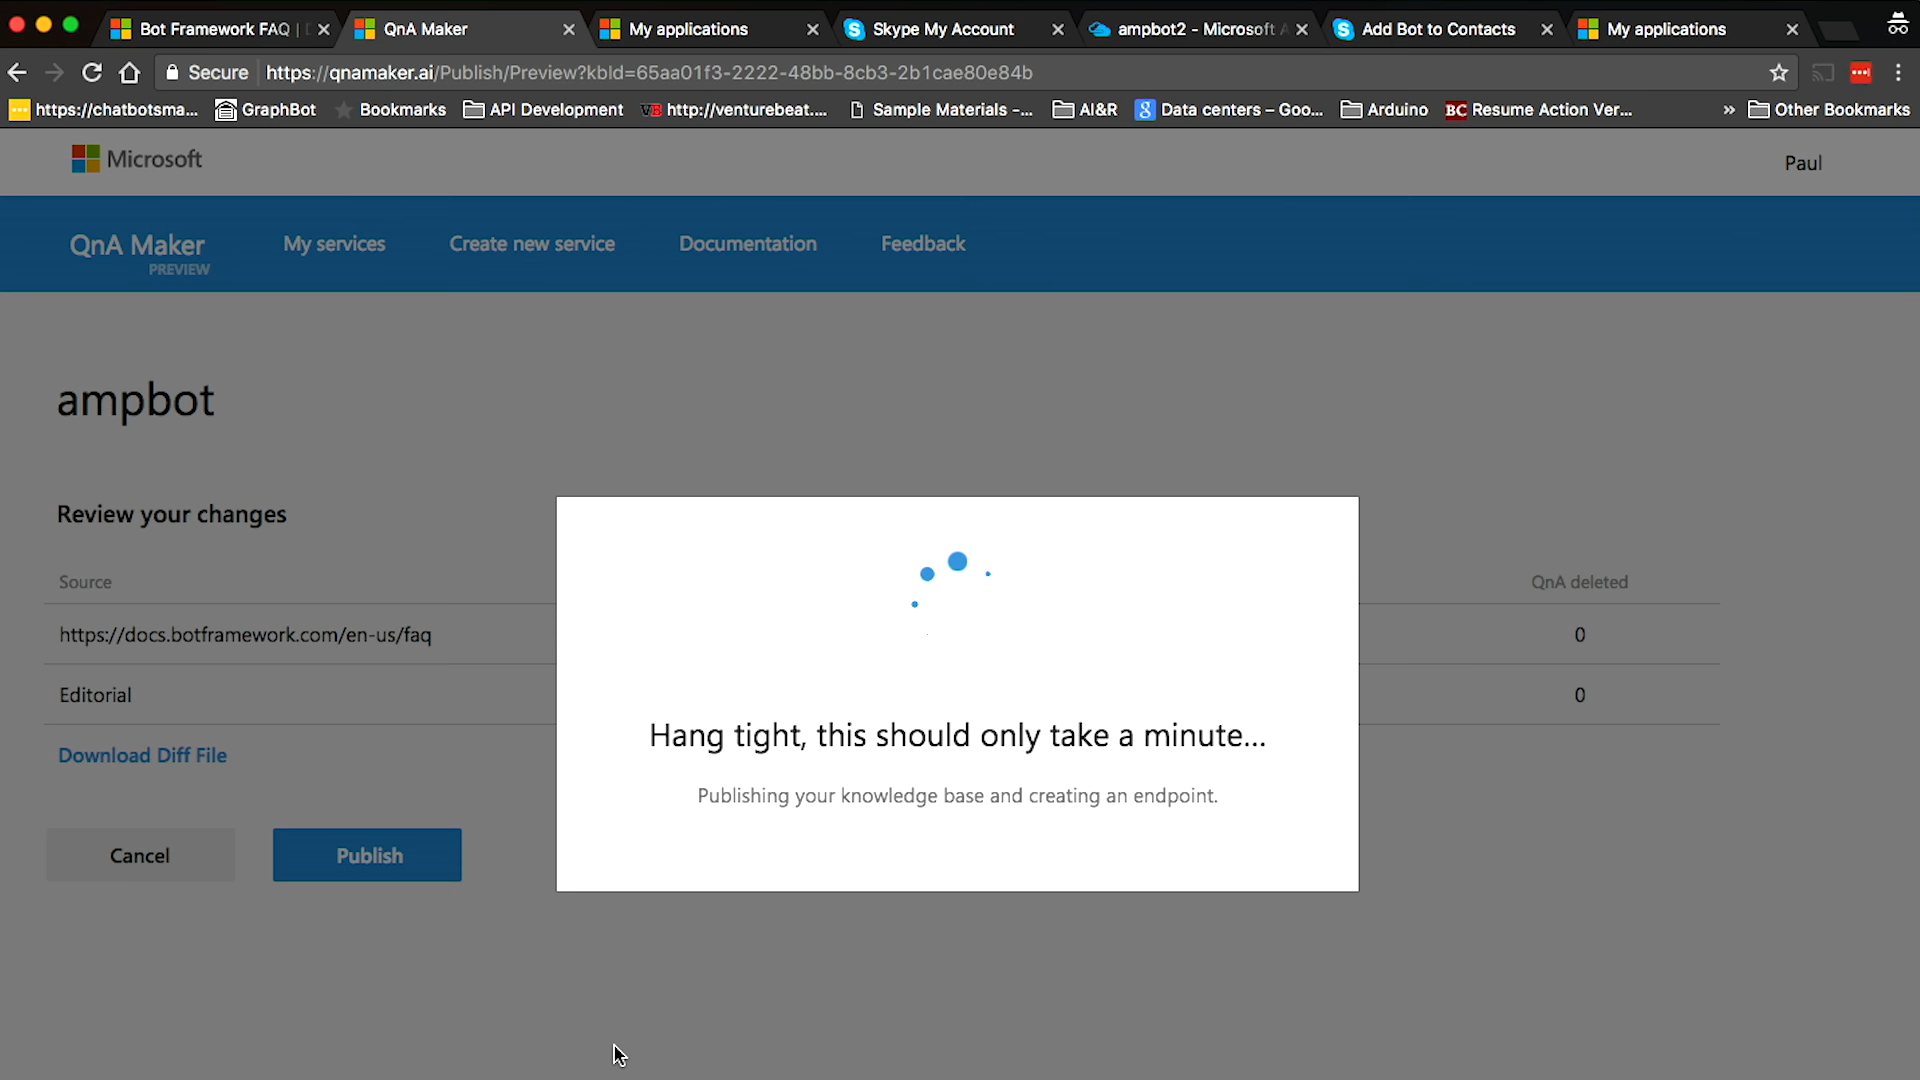 Bot Framework FAQ |
QnA Maker
My applications
Skype My Account
ampbot2 - Microsoft A
Add Bot to Contacts
My applications
Secure
https://qnamaker.ai/Publish/Preview?kbId=65aa01f3-2222-48bb-8cb3-2b1cae80e84b
https://chatbotsma...
GraphBot
Bookmarks
API Development
VB http://venturebeat....
Sample Materials -...
AI&R
8 Data centers – Goo...
Arduino
BC Resume Action Ver...
»
Other Bookmarks
Microsoft
Paul
QnA Maker
PREVIEW
My services
Create new service
Documentation
Feedback
ampbot
Review your changes
Source
QnA deleted
https://docs.botframework.com/en-us/faq
0
Editorial
0
Download Diff File
Cancel
Publish
Hang tight, this should only take a minute...
Publishing your knowledge base and creating an endpoint.